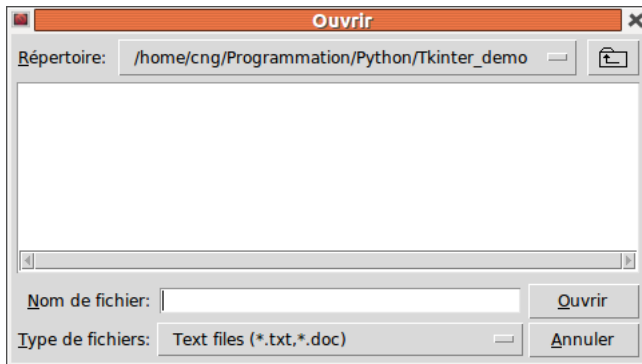 Ouvrir
Répertoire: /home/cng/Programmation/Python/Tkinter_demo
Nom de fichier: Ouvrir
Type de fichiers: Text files (*.txt,*.doc) Annuler